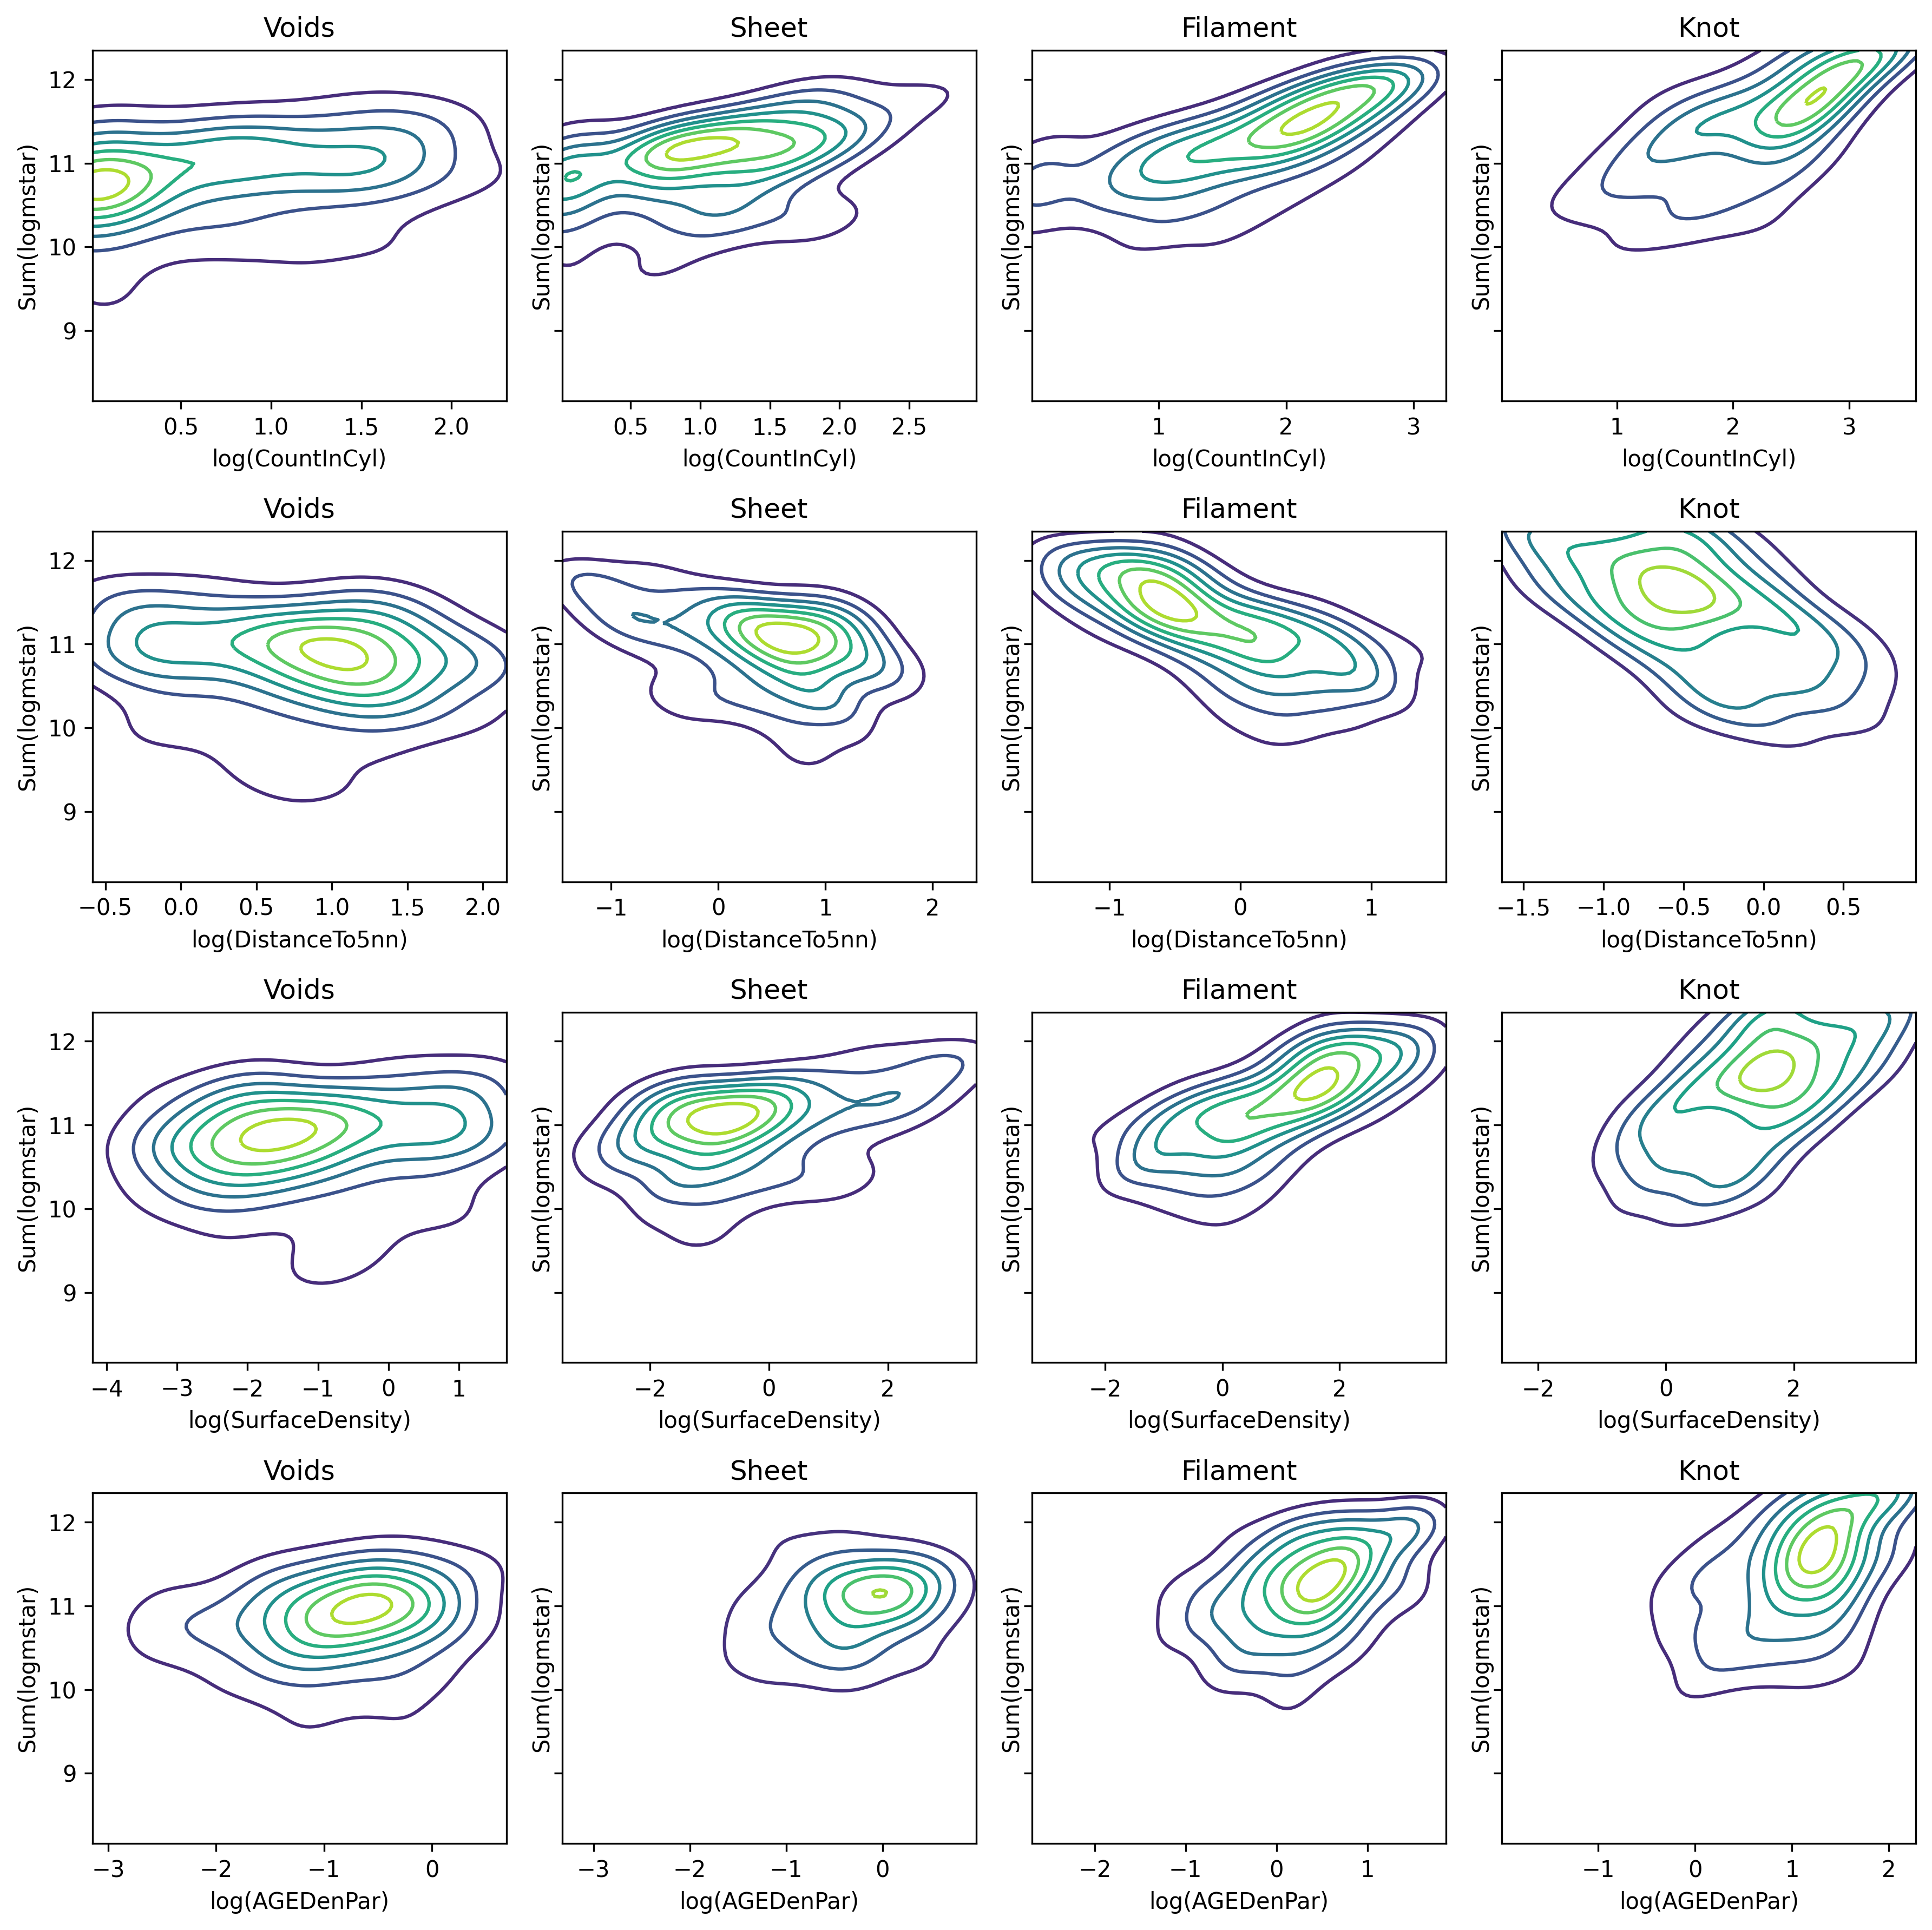 Voids Sheet Filament Knot
12
11
10
9
Sum(logmstar) Sum(logmstar) Sum(logmstar) Sum(logmstar)
0.5 1.0 1.5 2.0 0.5 1.0 1.5 2.0 2.5 1 2 3 1 2 3
log(CountInCyl) log(CountInCyl) log(CountInCyl) log(CountInCyl)
Voids Sheet Filament Knot
12
11
10
9
Sum(logmstar) Sum(logmstar) Sum(logmstar) Sum(logmstar)
−0.5 0.0 0.5 1.0 1.5 2.0 −1 0 1 2 −1 0 1 −1.5 −1.0 −0.5 0.0 0.5
log(DistanceTo5nn) log(DistanceTo5nn) log(DistanceTo5nn) log(DistanceTo5nn)
Voids Sheet Filament Knot
12
11
10
9
Sum(logmstar) Sum(logmstar) Sum(logmstar) Sum(logmstar)
−4 −3 −2 −1 0 1 −2 0 2 −2 0 2 −2 0 2
log(SurfaceDensity) log(SurfaceDensity) log(SurfaceDensity) log(SurfaceDensity)
Voids Sheet Filament Knot
12
11
10
9
Sum(logmstar) Sum(logmstar) Sum(logmstar) Sum(logmstar)
−3 −2 −1 0 −3 −2 −1 0 −2 −1 0 1 −1 0 1 2
log(AGEDenPar) log(AGEDenPar) log(AGEDenPar) log(AGEDenPar)